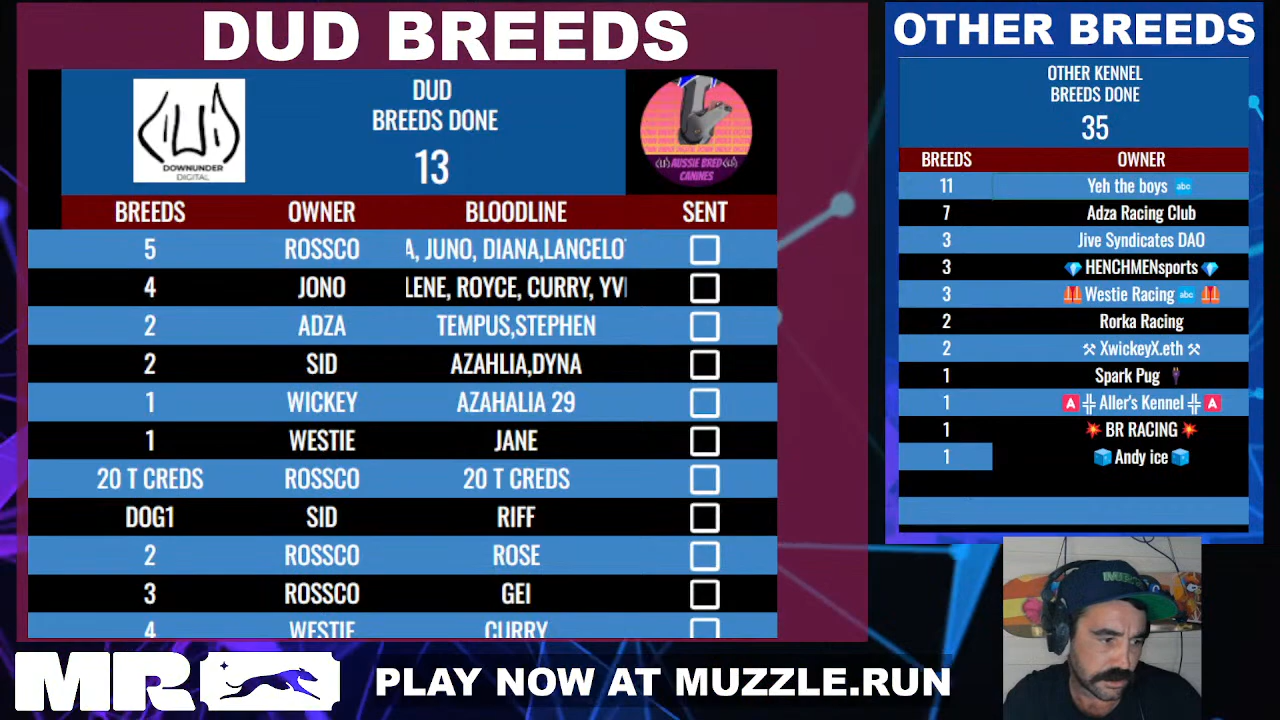 DUD BREEDS
DOWNUNDER
DIGITAL
DUD
BREEDS DONE
13
AUSSIE BRED
CANINES
BREEDS OWNER BLOODLINE SENT
5 ROSSCO A, JUNO, DIANA,LANCELO
4 JONO LENE, ROYCE, CURRY, YV
2 ADZA TEMPUS,STEPHEN
2 SID AZAHLIA,DYNA
1 WICKEY AZAHALIA 29
1 WESTIE JANE
20 T CREDS ROSSCO 20 T CREDS
DOG1 SID RIFF
2 ROSSCO ROSE
3 ROSSCO GEI
4 WESTIE CURRY
OTHER BREEDS
OTHER KENNEL
BREEDS DONE
35
BREEDS OWNER
11 Yeh the boys abc
7 Adza Racing Club
3 Jive Syndicates DAO
3 💎 HENCHMENsports 💎
3 🦺 Westie Racing abc 🦺
2 Rorka Racing
2 ⚒ XwickeyX.eth ⚒
1 Spark Pug
1 🅰 ╬ Aller's Kennel ╬ 🅰
1 💥 BR RACING 💥
1 🧊 Andy ice 🧊
MR PLAY NOW AT MUZZLE.RUN